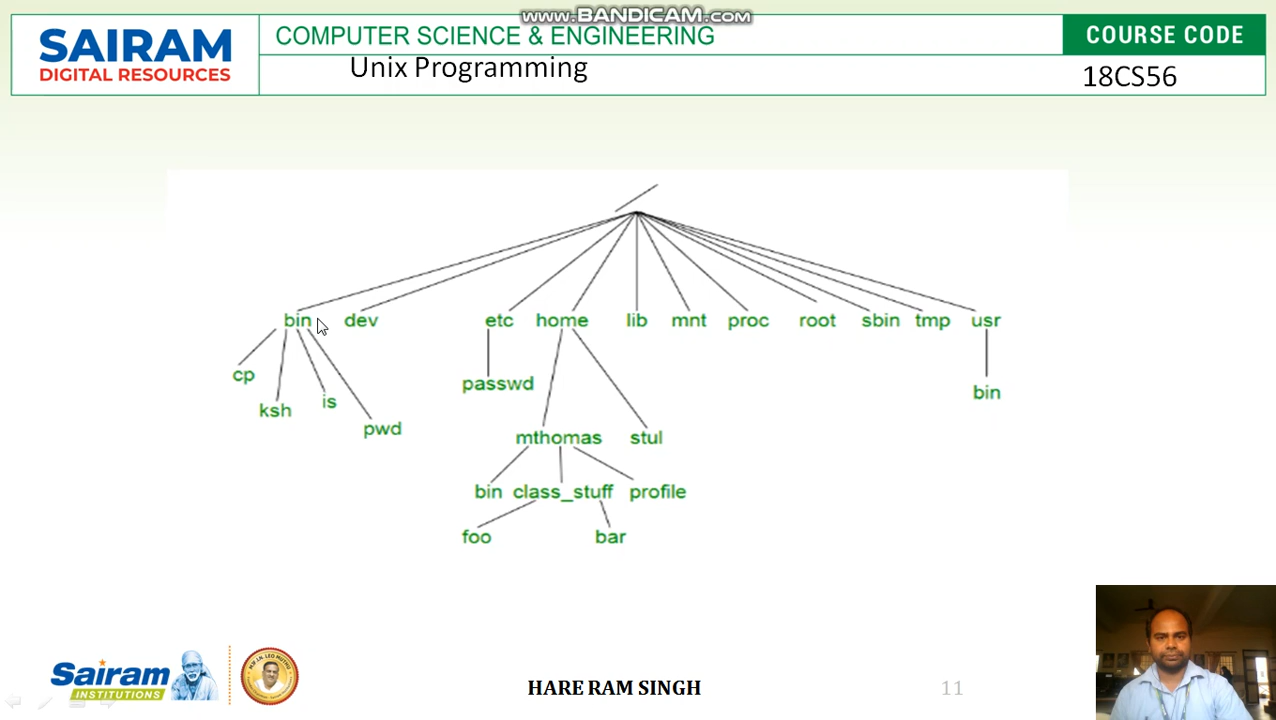 www.BANDICAM.com
SAIRAM
DIGITAL RESOURCES
COMPUTER SCIENCE & ENGINEERING
COURSE CODE
Unix Programming
18CS56
/
bin dev etc home lib mnt proc root sbin tmp usr
cp ksh is pwd
passwd
bin
mthomas stul
bin class_stuff profile
foo bar
Sairam
INSTITUTIONS
HARE RAM SINGH
11